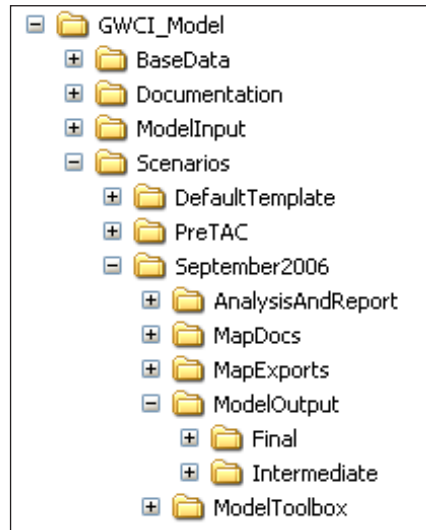 GWCI_Model
BaseData
Documentation
ModelInput
Scenarios
DefaultTemplate
PreTAC
September2006
AnalysisAndReport
MapDocs
MapExports
ModelOutput
Final
Intermediate
ModelToolbox